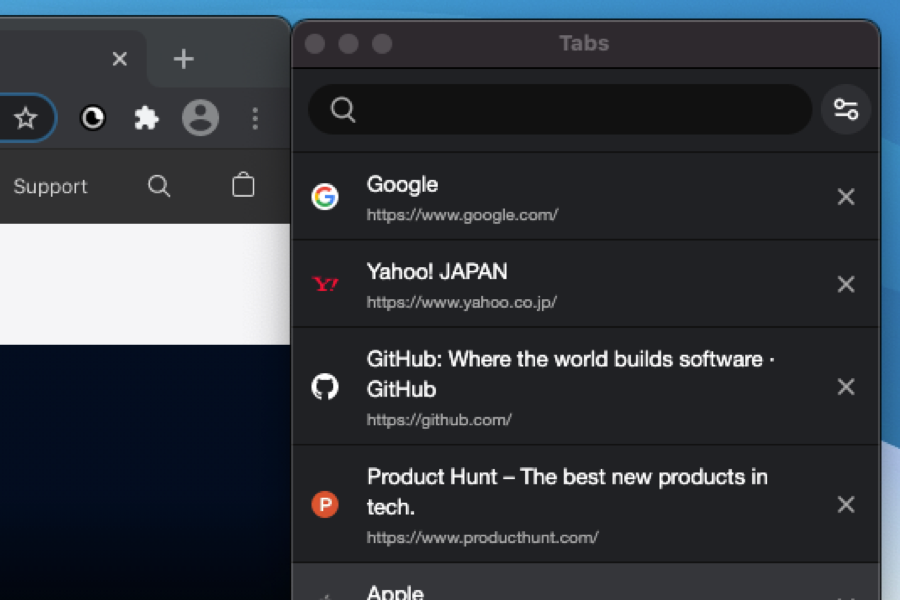 Tabs
Support
Google
https://www.google.com/
Y!
Yahoo! JAPAN
https://www.yahoo.co.jp/
GitHub: Where the world builds software ·
GitHub
https://github.com/
P
Product Hunt – The best new products in
tech.
https://www.producthunt.com/
Apple